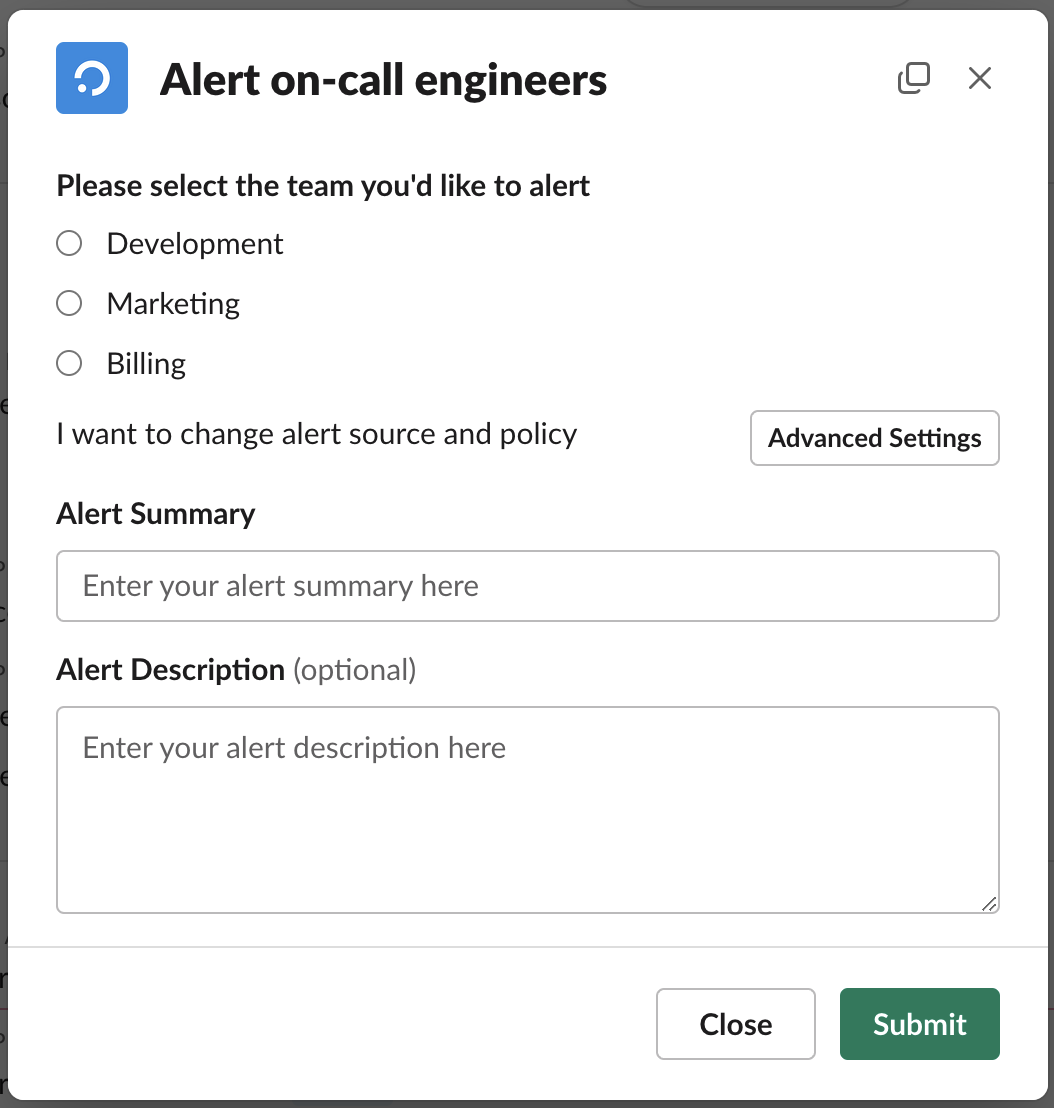 Alert on-call engineers
Please select the team you'd like to alert
Development
Marketing
Billing
I want to change alert source and policy
Advanced Settings
Alert Summary
Enter your alert summary here
Alert Description (optional)
Enter your alert description here
Close
Submit